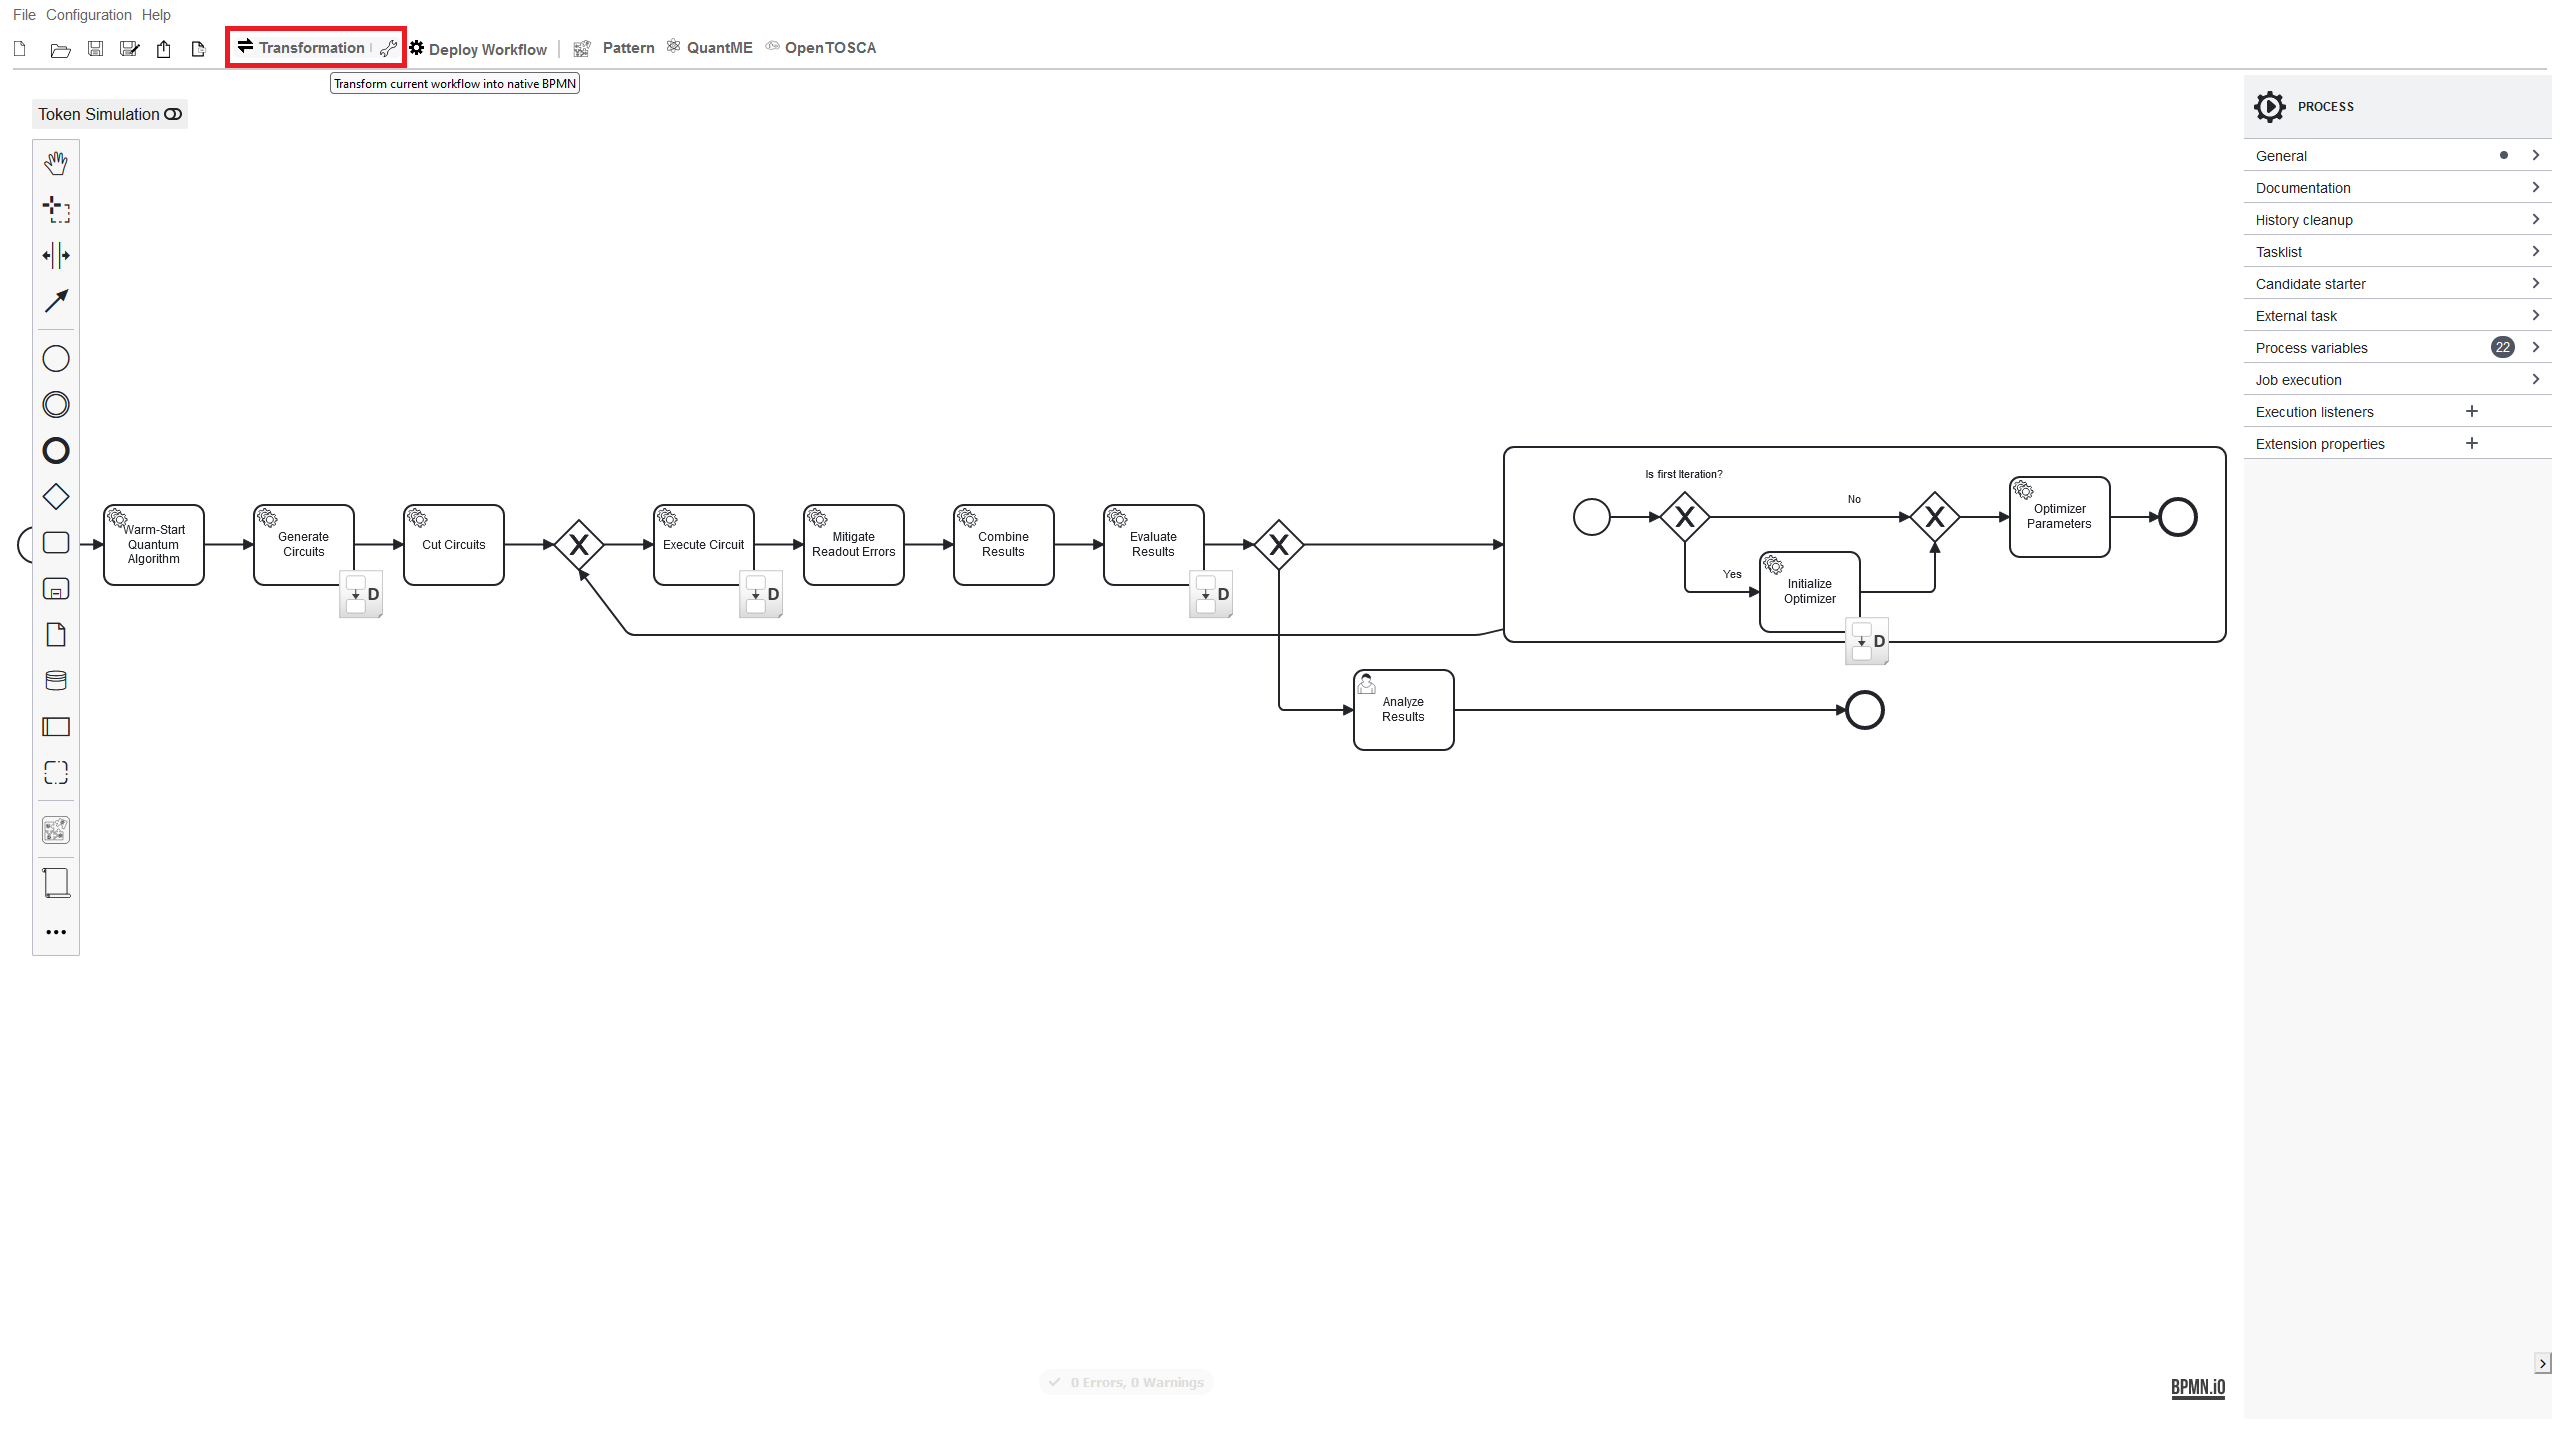 File Configuration Help
Transformation Deploy Workflow Pattern QuantME OpenTOSCA
Transform current workflow into native BPMN
Token Simulation
PROCESS
General
Documentation
History cleanup
Tasklist
Candidate starter
External task
Process variables 22
Job execution
Execution listeners
Extension properties
Warm-Start
Quantum
Algorithm
Generate
Circuits
D
Cut Circuits
Execute Circuit
D
Mitigate
Readout Errors
Combine
Results
Evaluate
Results
D
Is first Iteration?
No
Yes
Initialize
Optimizer
D
Optimizer
Parameters
Analyze
Results
0 Errors, 0 Warnings
BPMN.iO